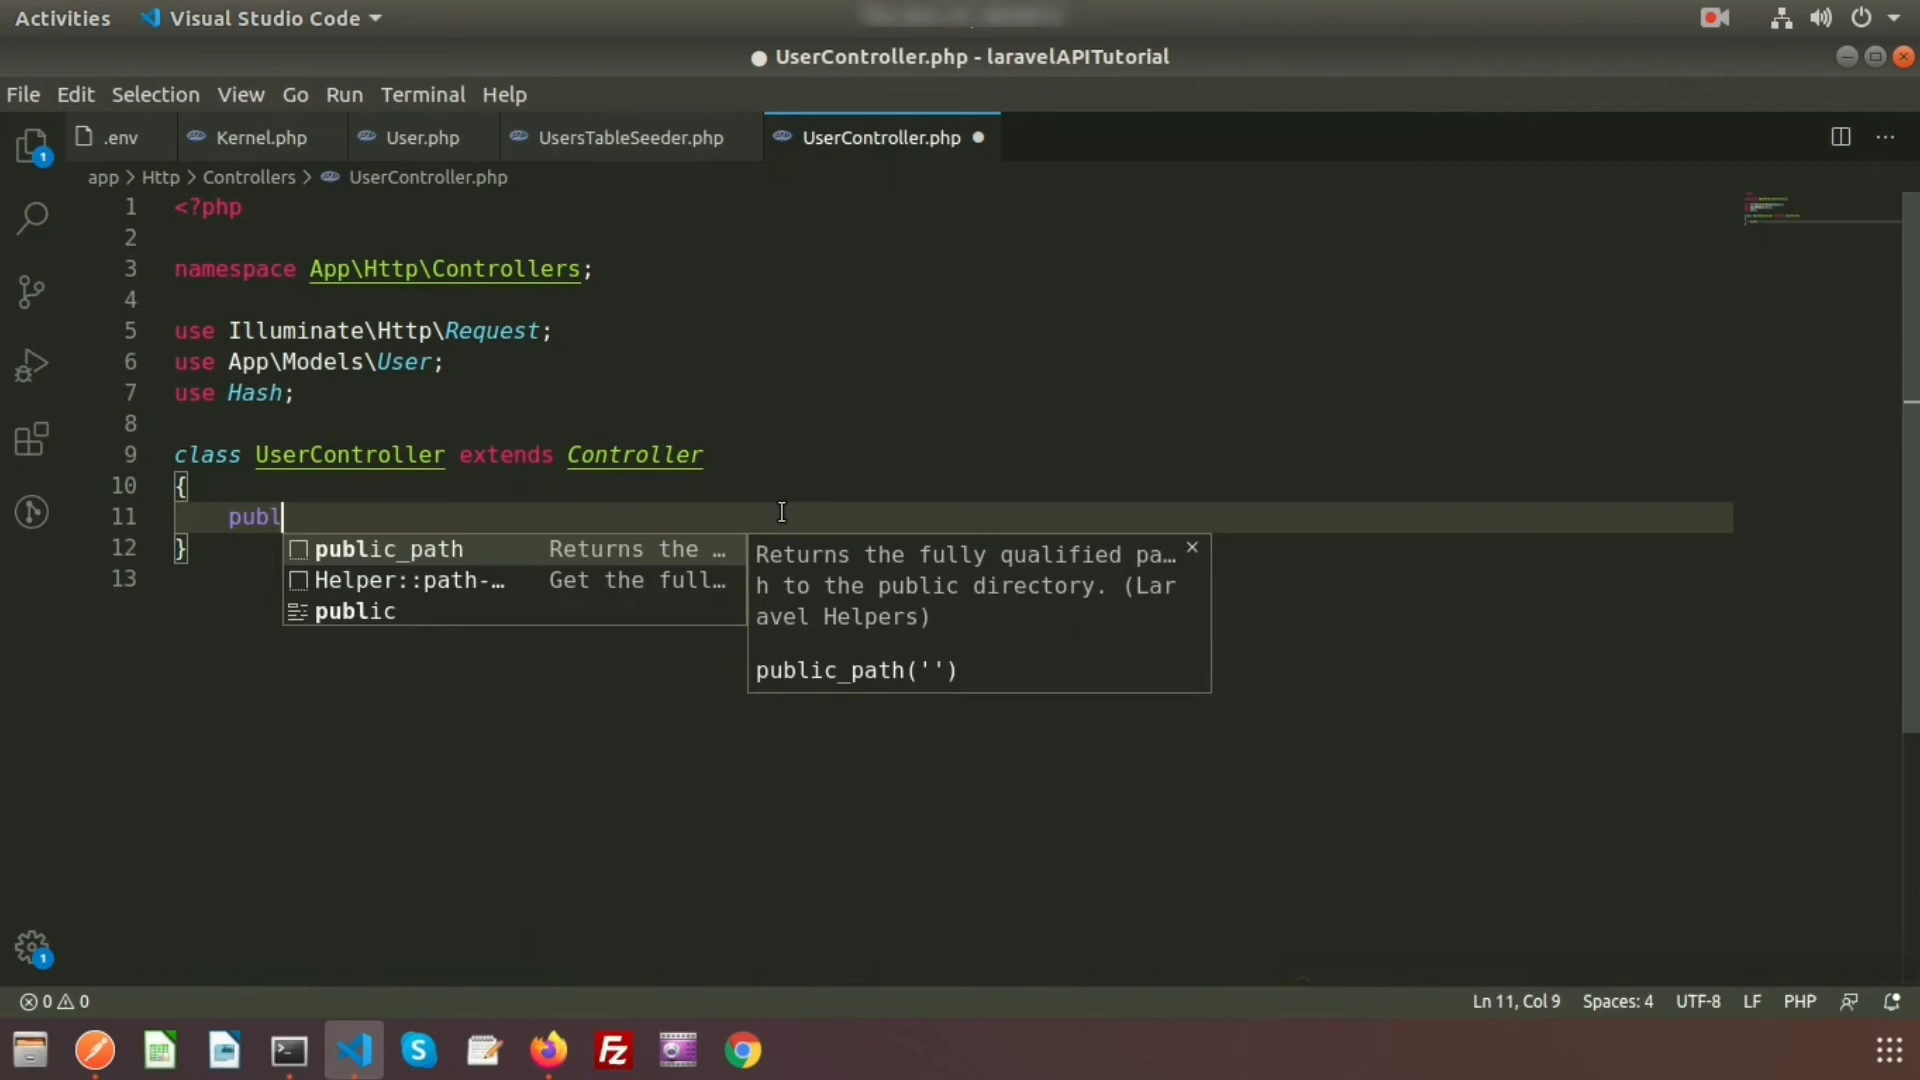 Activities Visual Studio Code
UserController.php - laravelAPITutorial
File Edit Selection View Go Run Terminal Help
.env Kernel.php User.php UsersTableSeeder.php UserController.php
app > Http > Controllers > UserController.php
1 <?php
2
3 namespace App\Http\Controllers;
4
5 use Illuminate\Http\Request;
6 use App\Models\User;
7 use Hash;
8
9 class UserController extends Controller
10 {
11 publ
12 }
13
public_path Returns the …
Helper::path-… Get the full…
public
Returns the fully qualified pa…
h to the public directory. (Lar
avel Helpers)
public_path('')
1
1
0 0 Ln 11, Col 9 Spaces: 4 UTF-8 LF PHP
S Fz